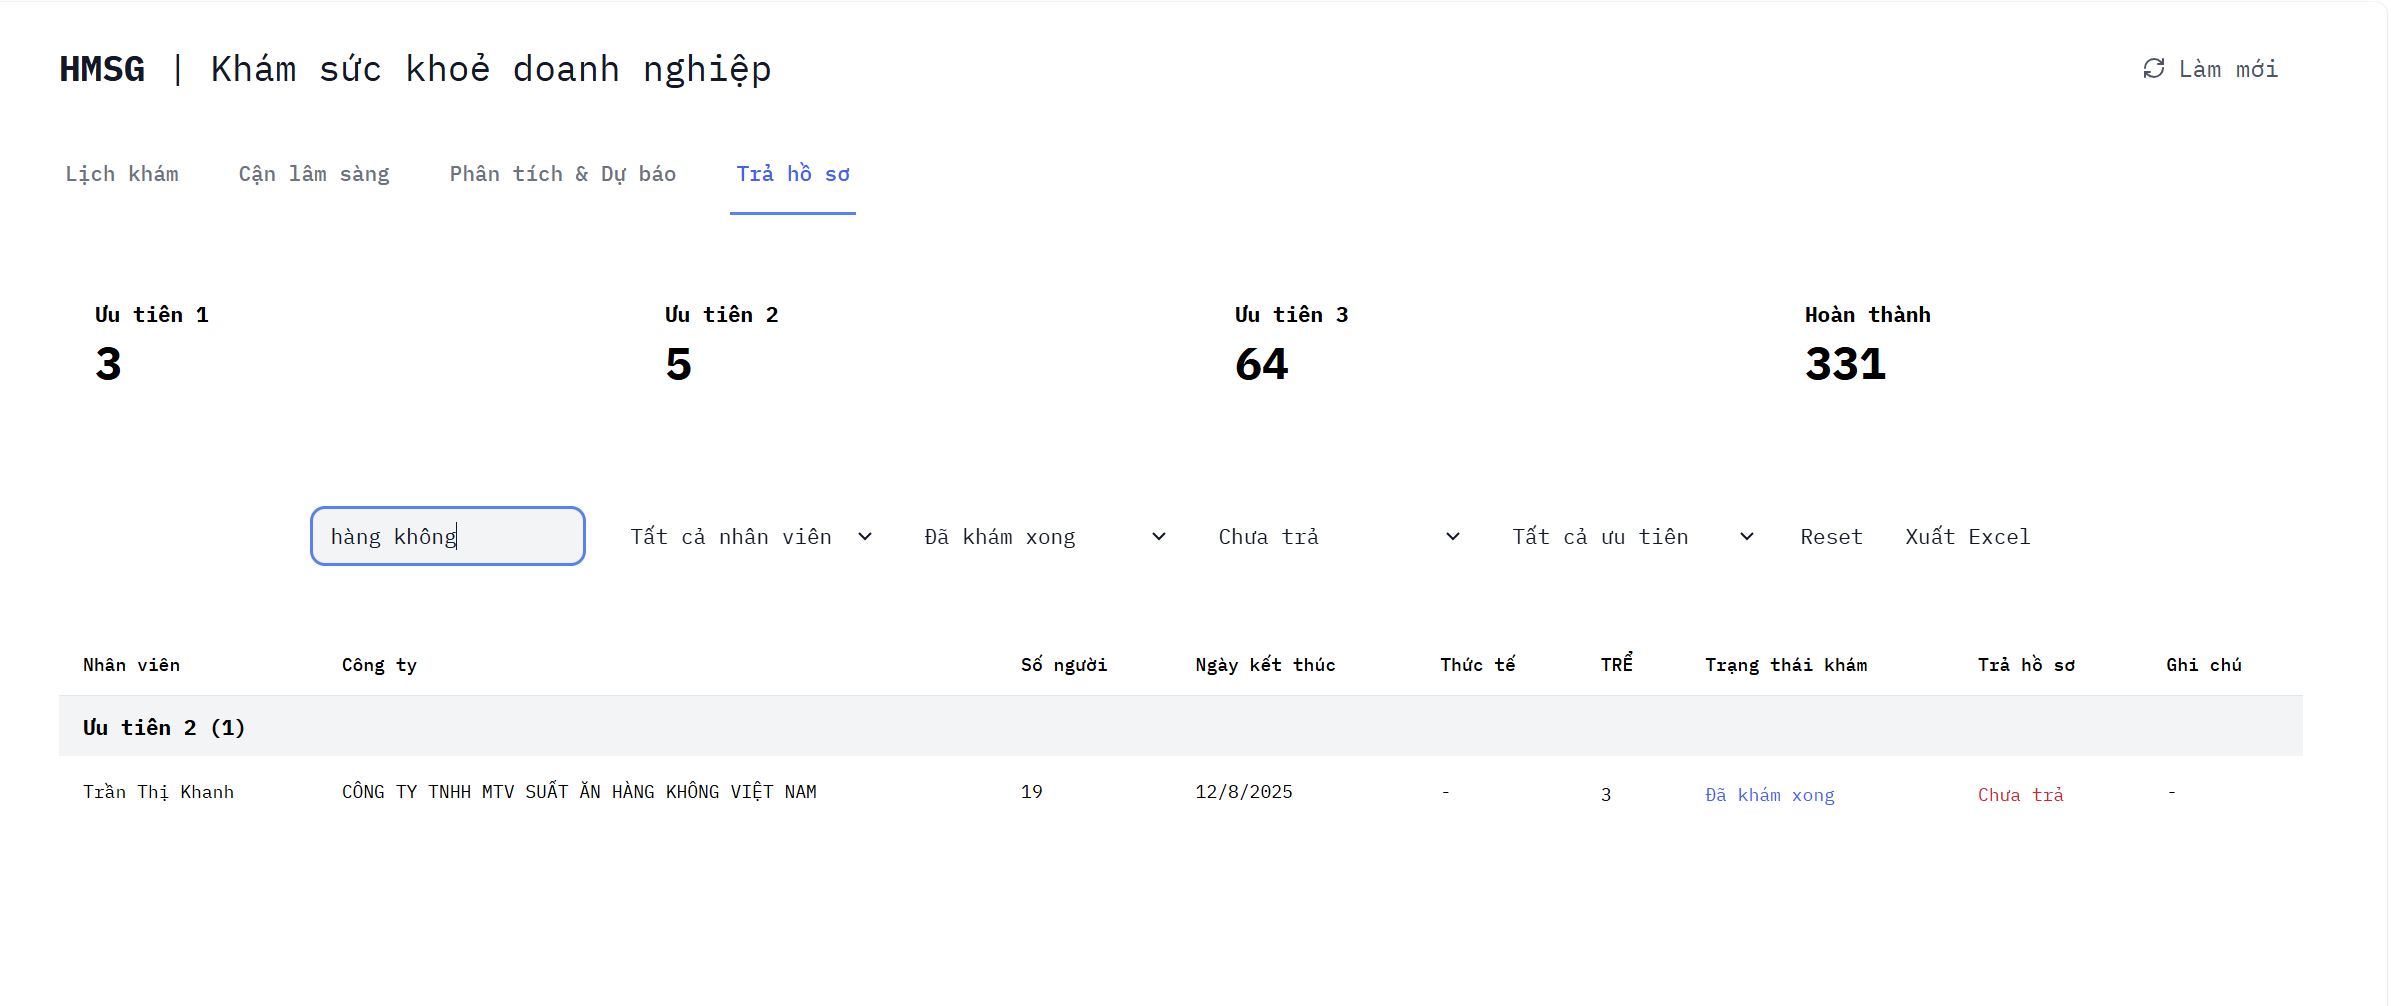 HMSG | Khám sức khoẻ doanh nghiệp
Làm mới
Lịch khám Cận lâm sàng Phân tích & Dự báo Trả hồ sơ
Ưu tiên 1 Ưu tiên 2 Ưu tiên 3 Hoàn thành
3 5 64 331
hàng không Tất cả nhân viên Đã khám xong Chưa trả Tất cả ưu tiên Reset Xuất Excel
Nhân viên Công ty Số người Ngày kết thúc Thức tế TRỂ Trạng thái khám Trả hồ sơ Ghi chú
Ưu tiên 2 (1)
Trần Thị Khanh CÔNG TY TNHH MTV SUẤT ĂN HÀNG KHÔNG VIỆT NAM 19 12/8/2025 - 3 Đã khám xong Chưa trả -